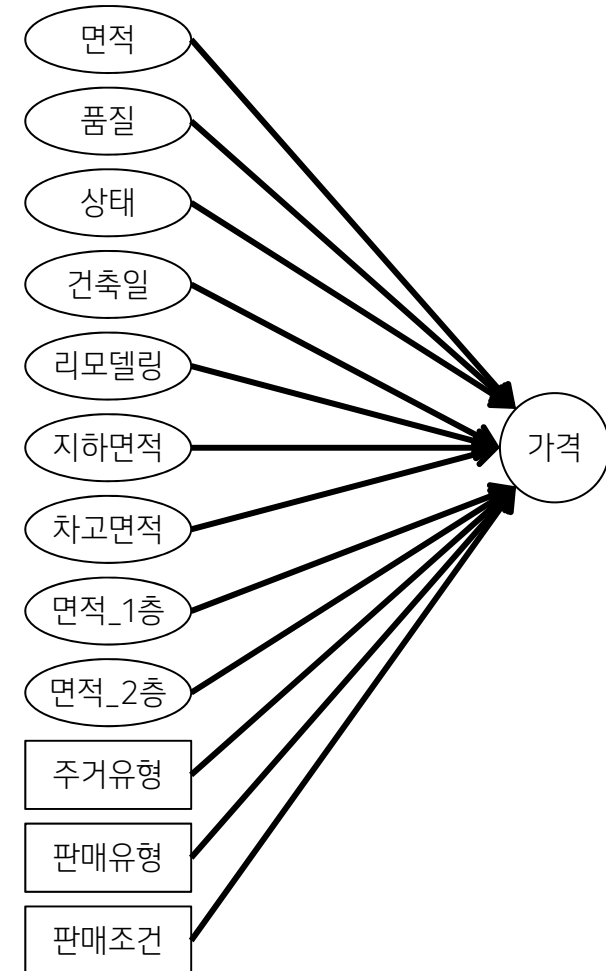 면적
품질
상태
건축일
리모델링
지하면적
가격
차고면적
면적_1층
면적_2층
주거유형
판매유형
판매조건